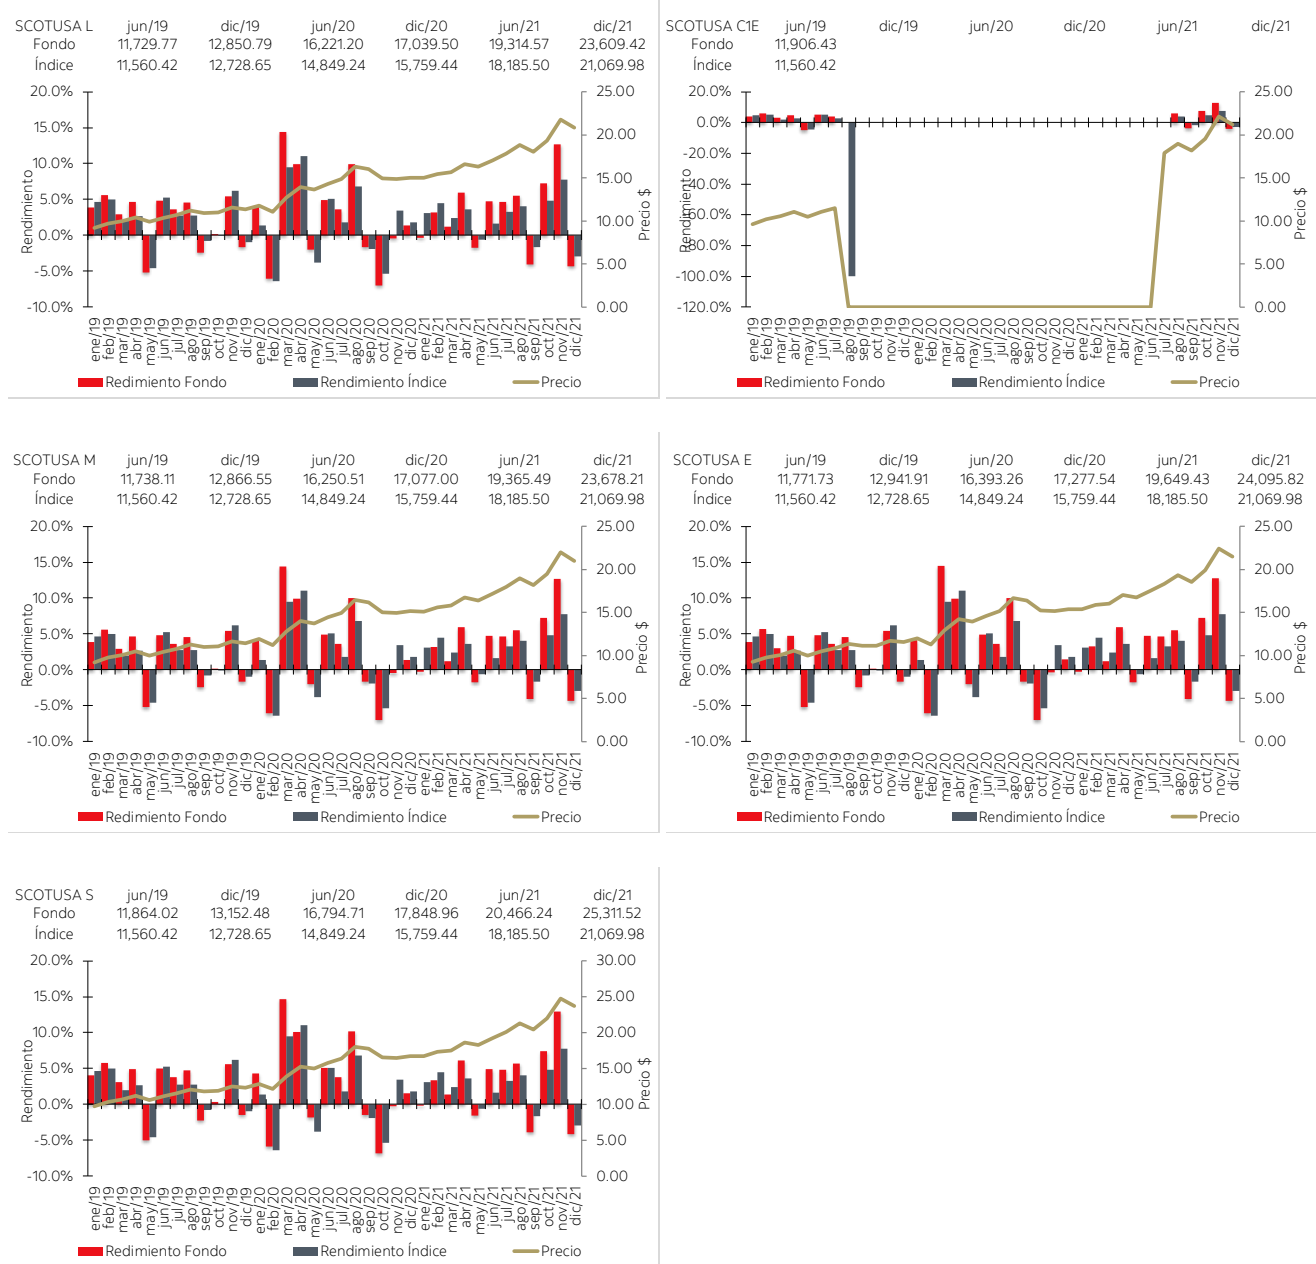 SCOTUSA L jun/19 dic/19 jun/20 dic/20 jun/21 dic/21
Fondo 11,729.77 12,850.79 16,221.20 17,039.50 19,314.57 23,609.42
Índice 11,560.42 12,728.65 14,849.24 15,759.44 18,185.50 21,069.98
20.0% 25.00
15.0% 20.00
10.0% 15.00
5.0% 10.00
0.0% 5.00
-5.0% 0.00
-10.0%
Rendimiento
Precio $
ene/19 feb/19 mar/19 abr/19 may/19 jun/19 jul/19 ago/19 sep/19 oct/19 nov/19 dic/19 ene/20 feb/20 mar/20 abr/20 may/20 jun/20 jul/20 ago/20 sep/20 oct/20 nov/20 dic/20 ene/21 feb/21 mar/21 abr/21 may/21 jun/21 jul/21 ago/21 sep/21 oct/21 nov/21 dic/21
Redimiento Fondo Rendimiento Índice Precio
SCOTUSA C1E jun/19 dic/19 jun/20 dic/20 jun/21 dic/21
Fondo 11,906.43
Índice 11,560.42
20.0% 25.00
0.0% 20.00
-20.0% 15.00
-40.0% 10.00
-60.0% 5.00
-80.0% 0.00
-100.0%
-120.0%
Rendimiento
Precio $
ene/19 feb/19 mar/19 abr/19 may/19 jun/19 jul/19 ago/19 sep/19 oct/19 nov/19 dic/19 ene/20 feb/20 mar/20 abr/20 may/20 jun/20 jul/20 ago/20 sep/20 oct/20 nov/20 dic/20 ene/21 feb/21 mar/21 abr/21 may/21 jun/21 jul/21 ago/21 sep/21 oct/21 nov/21 dic/21
Redimiento Fondo Rendimiento Índice Precio
SCOTUSA M jun/19 dic/19 jun/20 dic/20 jun/21 dic/21
Fondo 11,738.11 12,866.55 16,250.51 17,077.00 19,365.49 23,678.21
Índice 11,560.42 12,728.65 14,849.24 15,759.44 18,185.50 21,069.98
20.0% 25.00
15.0% 20.00
10.0% 15.00
5.0% 10.00
0.0% 5.00
-5.0% 0.00
-10.0%
Rendimiento
Precio $
ene/19 feb/19 mar/19 abr/19 may/19 jun/19 jul/19 ago/19 sep/19 oct/19 nov/19 dic/19 ene/20 feb/20 mar/20 abr/20 may/20 jun/20 jul/20 ago/20 sep/20 oct/20 nov/20 dic/20 ene/21 feb/21 mar/21 abr/21 may/21 jun/21 jul/21 ago/21 sep/21 oct/21 nov/21 dic/21
Redimiento Fondo Rendimiento Índice Precio
SCOTUSA E jun/19 dic/19 jun/20 dic/20 jun/21 dic/21
Fondo 11,771.73 12,941.91 16,393.26 17,277.54 19,649.43 24,095.82
Índice 11,560.42 12,728.65 14,849.24 15,759.44 18,185.50 21,069.98
20.0% 25.00
15.0% 20.00
10.0% 15.00
5.0% 10.00
0.0% 5.00
-5.0% 0.00
-10.0%
Rendimiento
Precio $
ene/19 feb/19 mar/19 abr/19 may/19 jun/19 jul/19 ago/19 sep/19 oct/19 nov/19 dic/19 ene/20 feb/20 mar/20 abr/20 may/20 jun/20 jul/20 ago/20 sep/20 oct/20 nov/20 dic/20 ene/21 feb/21 mar/21 abr/21 may/21 jun/21 jul/21 ago/21 sep/21 oct/21 nov/21 dic/21
Redimiento Fondo Rendimiento Índice Precio
SCOTUSA S jun/19 dic/19 jun/20 dic/20 jun/21 dic/21
Fondo 11,864.02 13,152.48 16,794.71 17,848.96 20,466.24 25,311.52
Índice 11,560.42 12,728.65 14,849.24 15,759.44 18,185.50 21,069.98
20.0% 30.00
15.0% 25.00
10.0% 20.00
5.0% 15.00
0.0% 10.00
-5.0% 5.00
-10.0% 0.00
Rendimiento
Precio $
ene/19 feb/19 mar/19 abr/19 may/19 jun/19 jul/19 ago/19 sep/19 oct/19 nov/19 dic/19 ene/20 feb/20 mar/20 abr/20 may/20 jun/20 jul/20 ago/20 sep/20 oct/20 nov/20 dic/20 ene/21 feb/21 mar/21 abr/21 may/21 jun/21 jul/21 ago/21 sep/21 oct/21 nov/21 dic/21
Redimiento Fondo Rendimiento Índice Precio